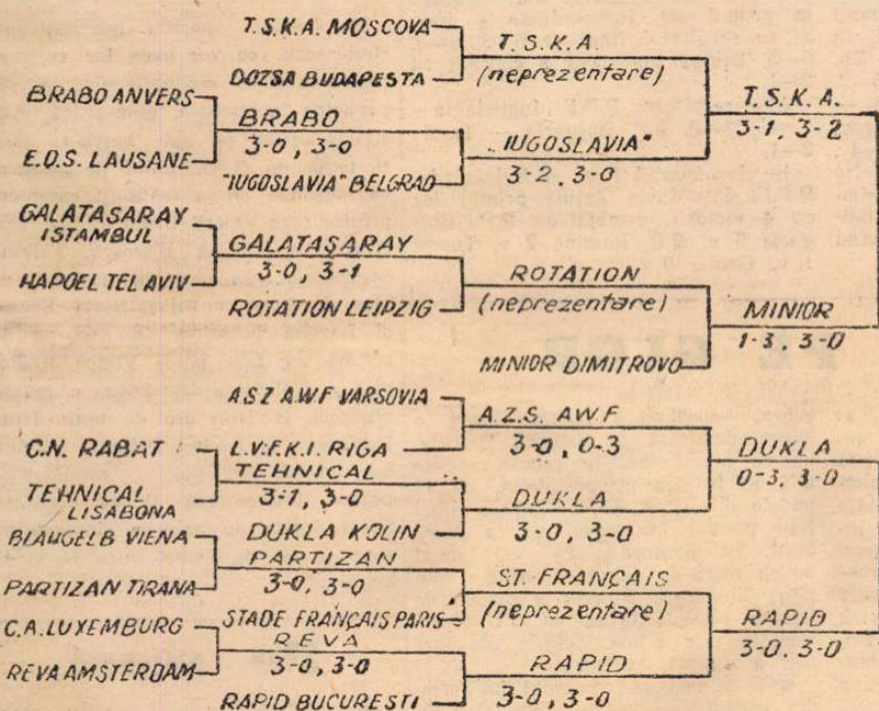 T.S.K.A. MOSCOVA
T.S.K.A.
DOZSA BUDAPESTA
(neprezentare)
BRABO ANVERS
T.S.K.A.
BRABO
3-1, 3-2
3-0, 3-0
„IUGOSLAVIA"
E.O.S. LAUSANE
"IUGOSLAVIA" BELGRAD
3-2, 3-0
GALATASARAY
ISTAMBUL
GALATASARAY
3-0, 3-1
ROTATION
HAPOEL TEL AVIV
ROTATION LEIPZIG
(neprezentare)
MINIOR
1-3, 3-0
MINIOR DIMITROVO
ASZ AWF VARSOVIA
A.Z.S. AWF
C.N. RABAT
L.V.F.K.I. RIGA
3-0, 0-3
DUKLA
TEHNICAL
0-3, 3-0
TEHNICAL
LISABONA
3-1, 3-0
DUKLA
BLAUGELB VIENA
DUKLA KOLIN
3-0, 3-0
PARTIZAN
PARTIZAN TIRANA
3-0, 3-0
ST. FRANÇAIS
C.A. LUXEMBURG
STADE FRANÇAIS PARIS
(neprezentare)
RAPID
REVA
3-0. 3-0
REVA AMSTERDAM
3-0, 3-0
RAPID
RAPID BUCURESTI
3-0, 3-0